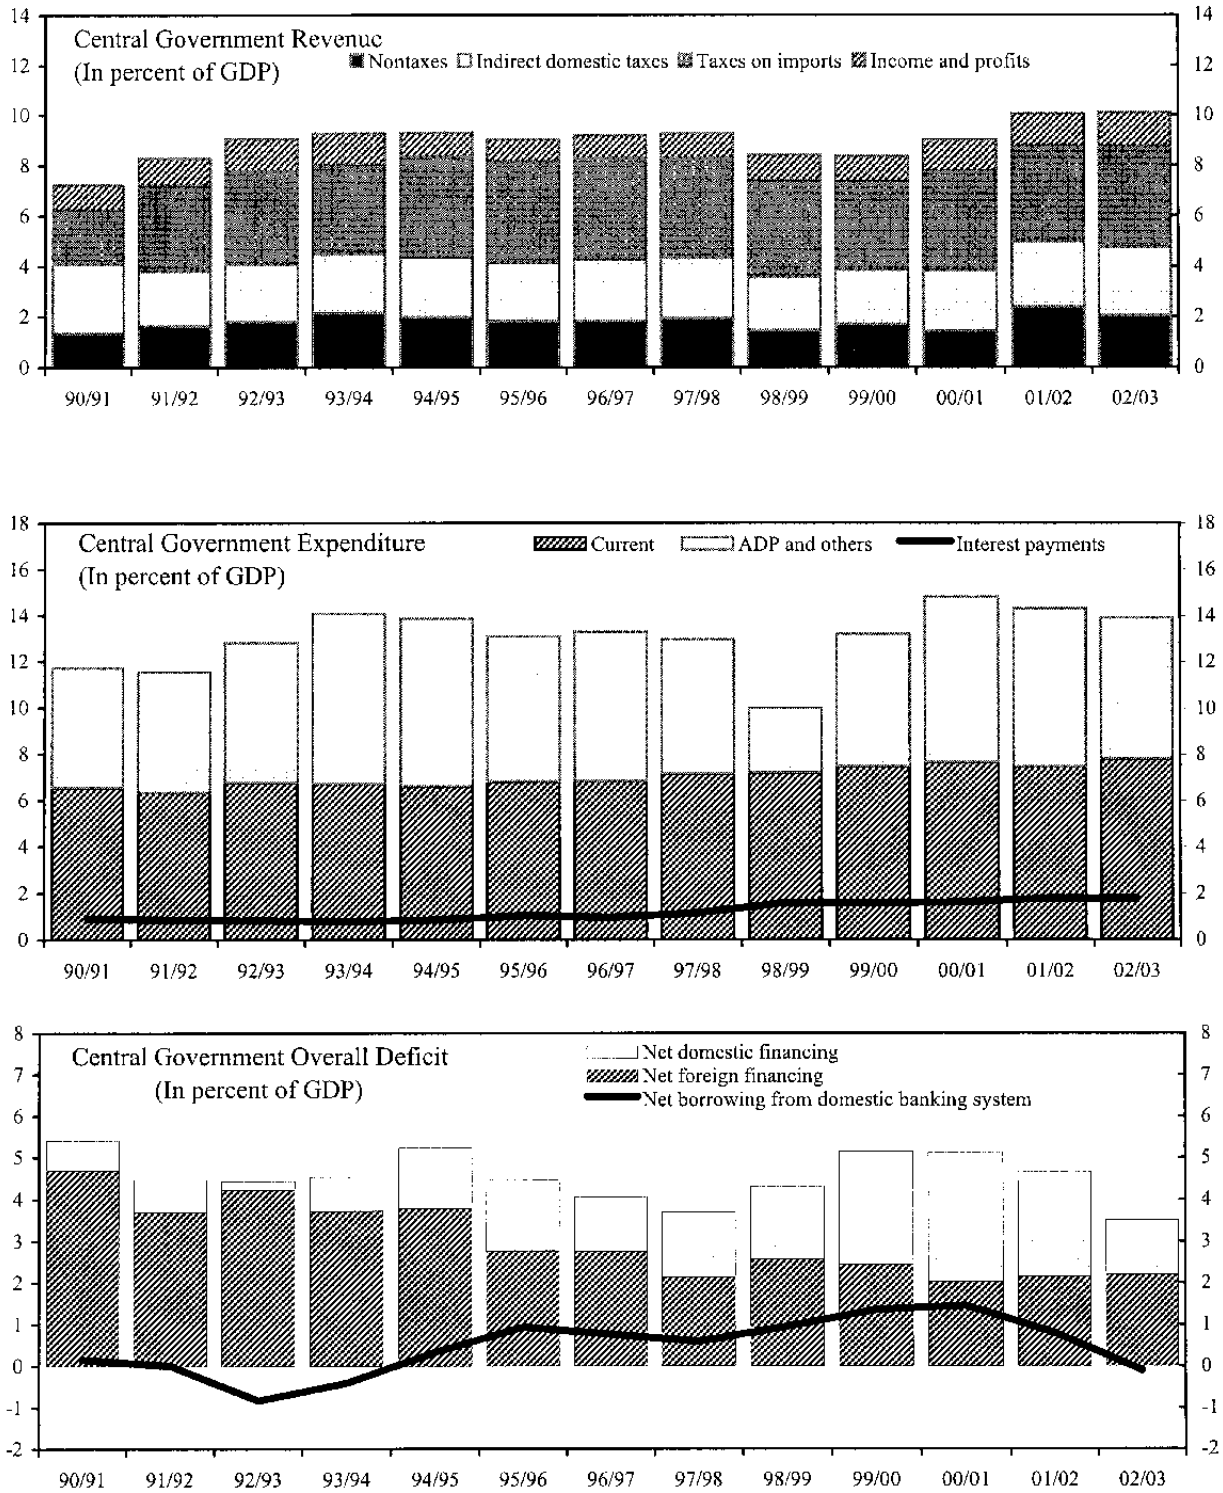 Central Government Revenue
(In percent of GDP)
Nontaxes Indirect domestic taxes Taxes on imports Income and profits
14 14
12 12
10 10
8 8
6 6
4 4
2 2
0 0
90/91 91/92 92/93 93/94 94/95 95/96 96/97 97/98 98/99 99/00 00/01 01/02 02/03
Central Government Expenditure
(In percent of GDP)
Current ADP and others Interest payments
18 18
16 16
14 14
12 12
10 10
8 8
6 6
4 4
2 2
0 0
90/91 91/92 92/93 93/94 94/95 95/96 96/97 97/98 98/99 99/00 00/01 01/02 02/03
Central Government Overall Deficit
(In percent of GDP)
Net domestic financing
Net foreign financing
Net borrowing from domestic banking system
8 8
7 7
6 6
5 5
4 4
3 3
2 2
1 1
0 0
-1 -1
-2 -2
90/91 91/92 92/93 93/94 94/95 95/96 96/97 97/98 98/99 99/00 00/01 01/02 02/03